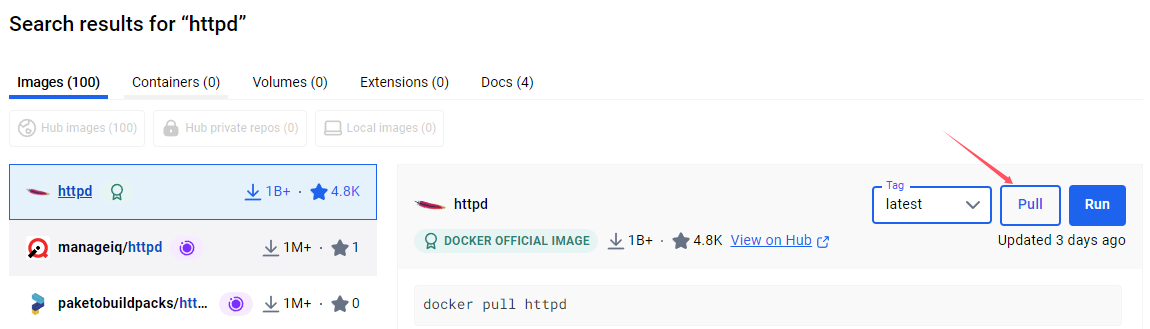 Search results for “httpd”
Images (100) Containers (0) Volumes (0) Extensions (0) Docs (4)
Hub images (100) Hub private repos (0) Local images (0)
httpd 1B+ · 4.8K
manageiq/httpd 1M+ · 1
paketobuildpacks/htt... 1M+ · 0
httpd
Tag
latest
Pull
Run
DOCKER OFFICIAL IMAGE 1B+ · 4.8K View on Hub
Updated 3 days ago
docker pull httpd